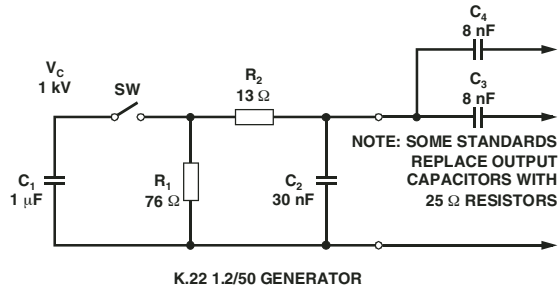 C4
8 nF
VC
1 kV
SW
R2
13 Ω
C3
8 nF
NOTE: SOME STANDARDS
REPLACE OUTPUT
CAPACITORS WITH
25 Ω RESISTORS
C1
1 μF
R1
76 Ω
C2
30 nF
K.22 1.2/50 GENERATOR